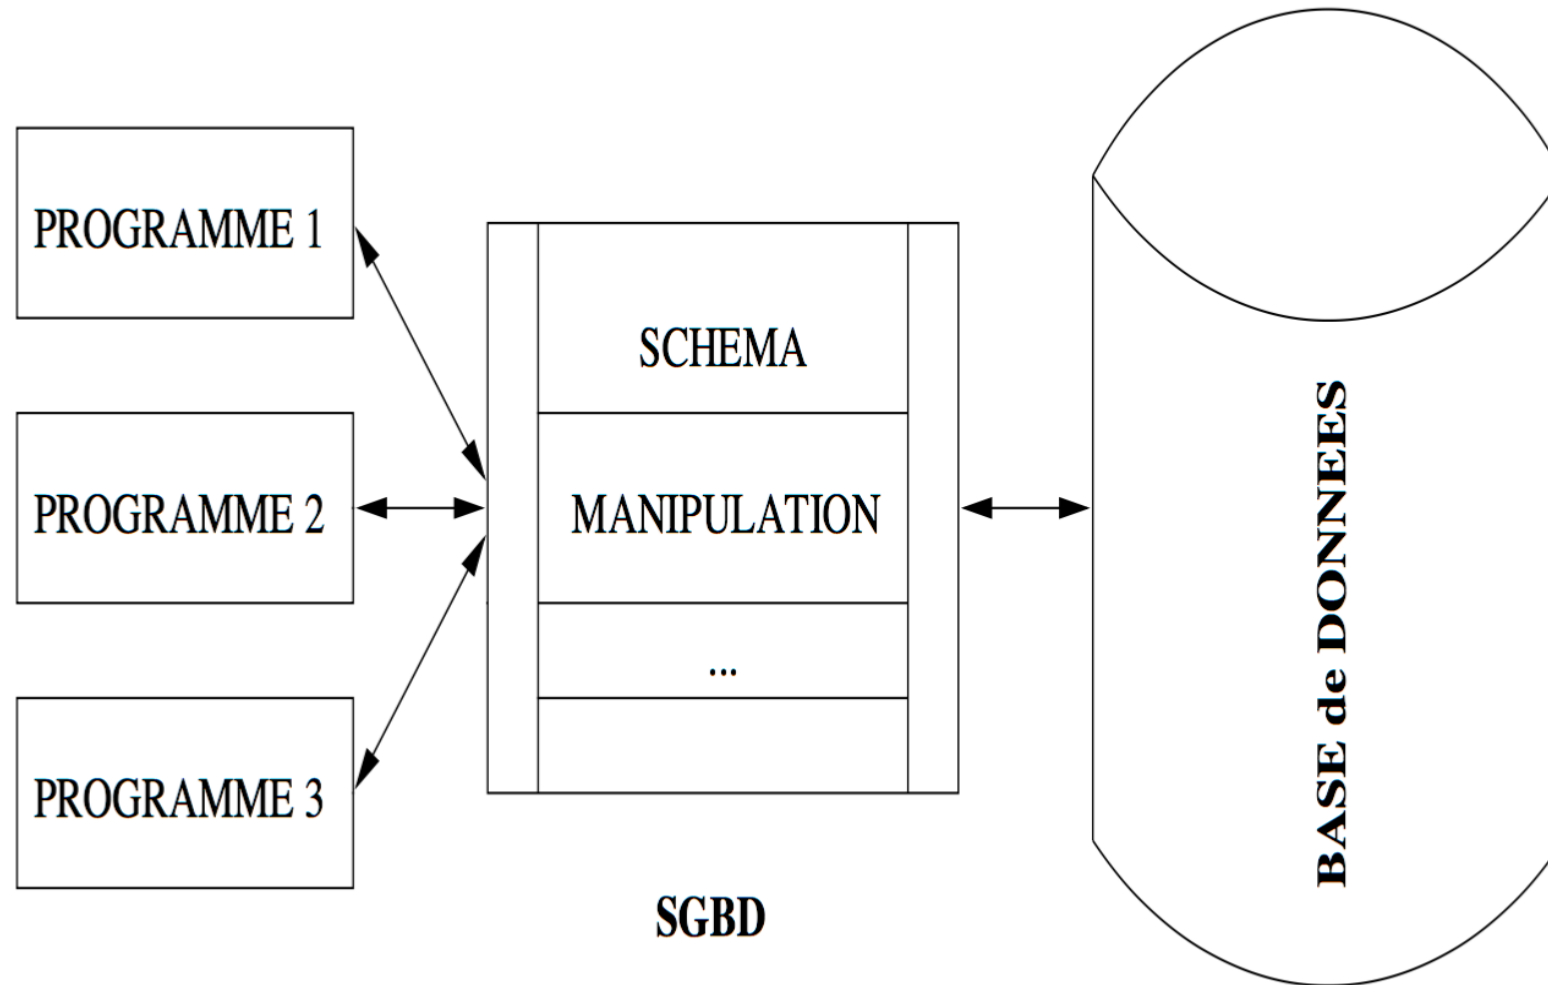 PROGRAMME 1
PROGRAMME 2
PROGRAMME 3
SCHEMA
MANIPULATION
...
SGBD
BASE de DONNEES